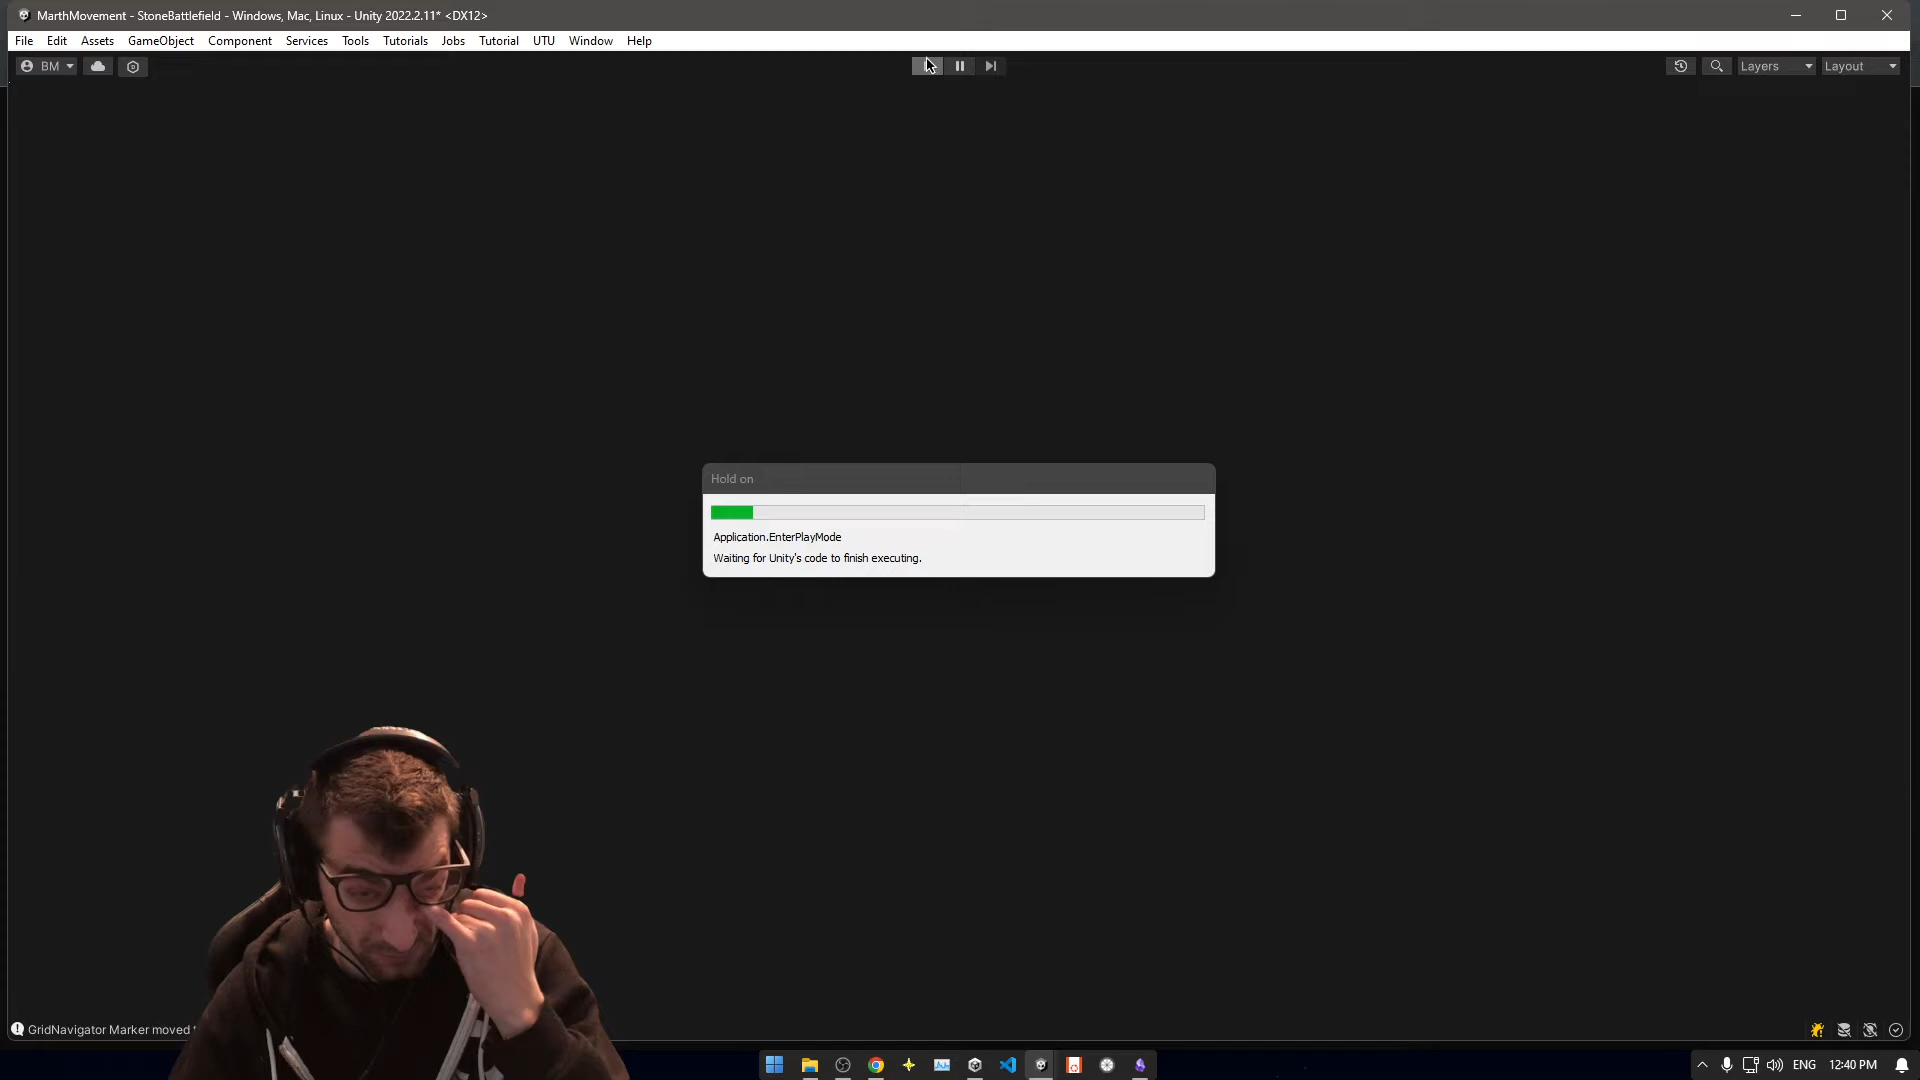 MarthMovement - StoneBattlefield - Windows, Mac, Linux - Unity 2022.2.11* <DX12>
File Edit Assets GameObject Component Services Tools Tutorials Jobs Tutorial UTU Window Help
BM Layers Layout
Hold on
Application.EnterPlayMode
Waiting for Unity's code to finish executing.
GridNavigator Marker moved
ENG 12:40 PM